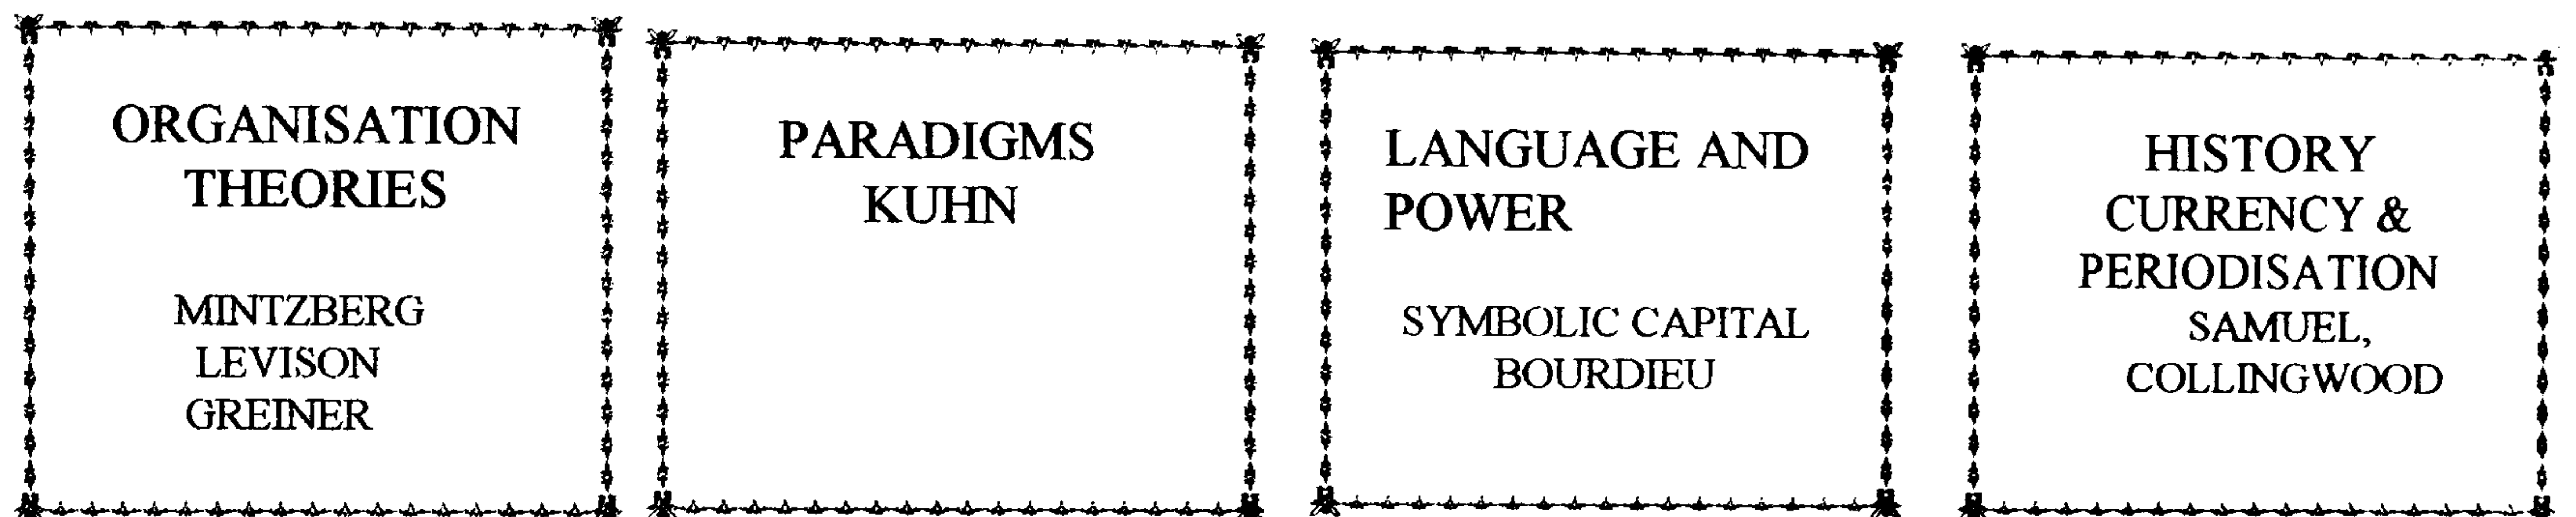 ORGANISATION
THEORIES
MINTZBERG
LEVISON
GREINER
PARADIGMS
KUHN
LANGUAGE AND
POWER
SYMBOLIC CAPITAL
BOURDIEU
HISTORY
CURRENCY &
PERIODISATION
SAMUEL,
COLLINGWOOD